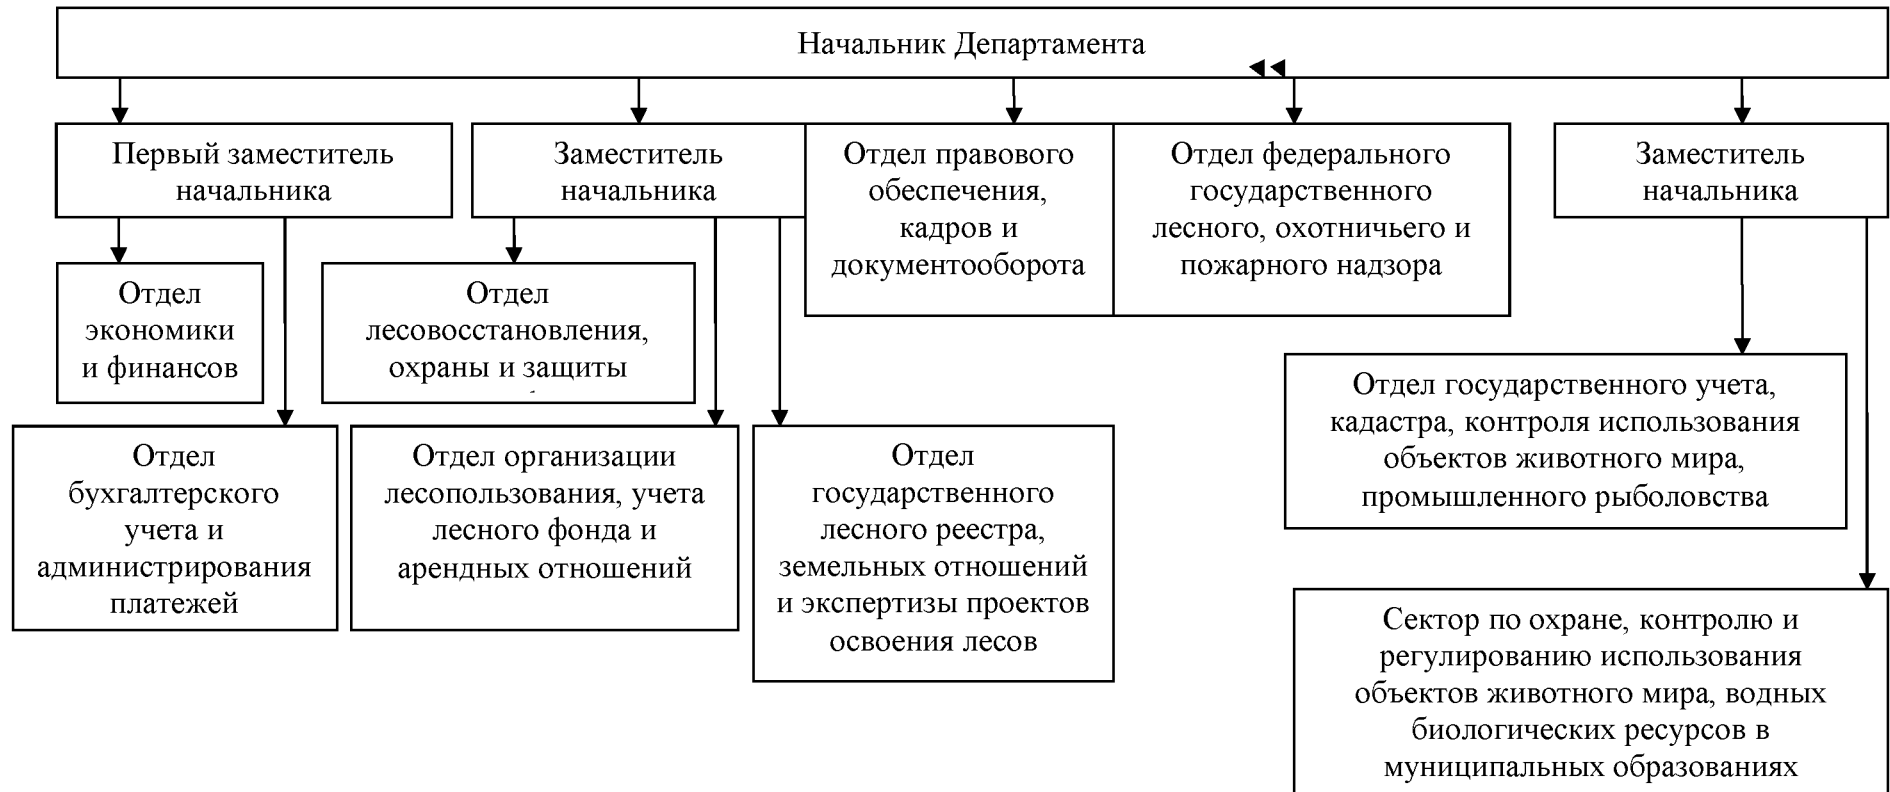 Начальник Департамента
Первый заместитель
начальника
Заместитель
начальника
Отдел правового
обеспечения,
кадров и
документооборота
Отдел федерального
государственного
лесного, охотничьего и
пожарного надзора
Заместитель
начальника
Отдел
экономики
и финансов
Отдел
лесовосстановления,
охраны и защиты
Отдел государственного учета,
кадастра, контроля использования
объектов животного мира,
промышленного рыболовства
Отдел
бухгалтерского
учета и
администрирования
платежей
Отдел организации
лесопользования, учета
лесного фонда и
арендных отношений
Отдел
государственного
лесного реестра,
земельных отношений
и экспертизы проектов
освоения лесов
Сектор по охране, контролю и
регулированию использования
объектов животного мира, водных
биологических ресурсов в
муниципальных образованиях